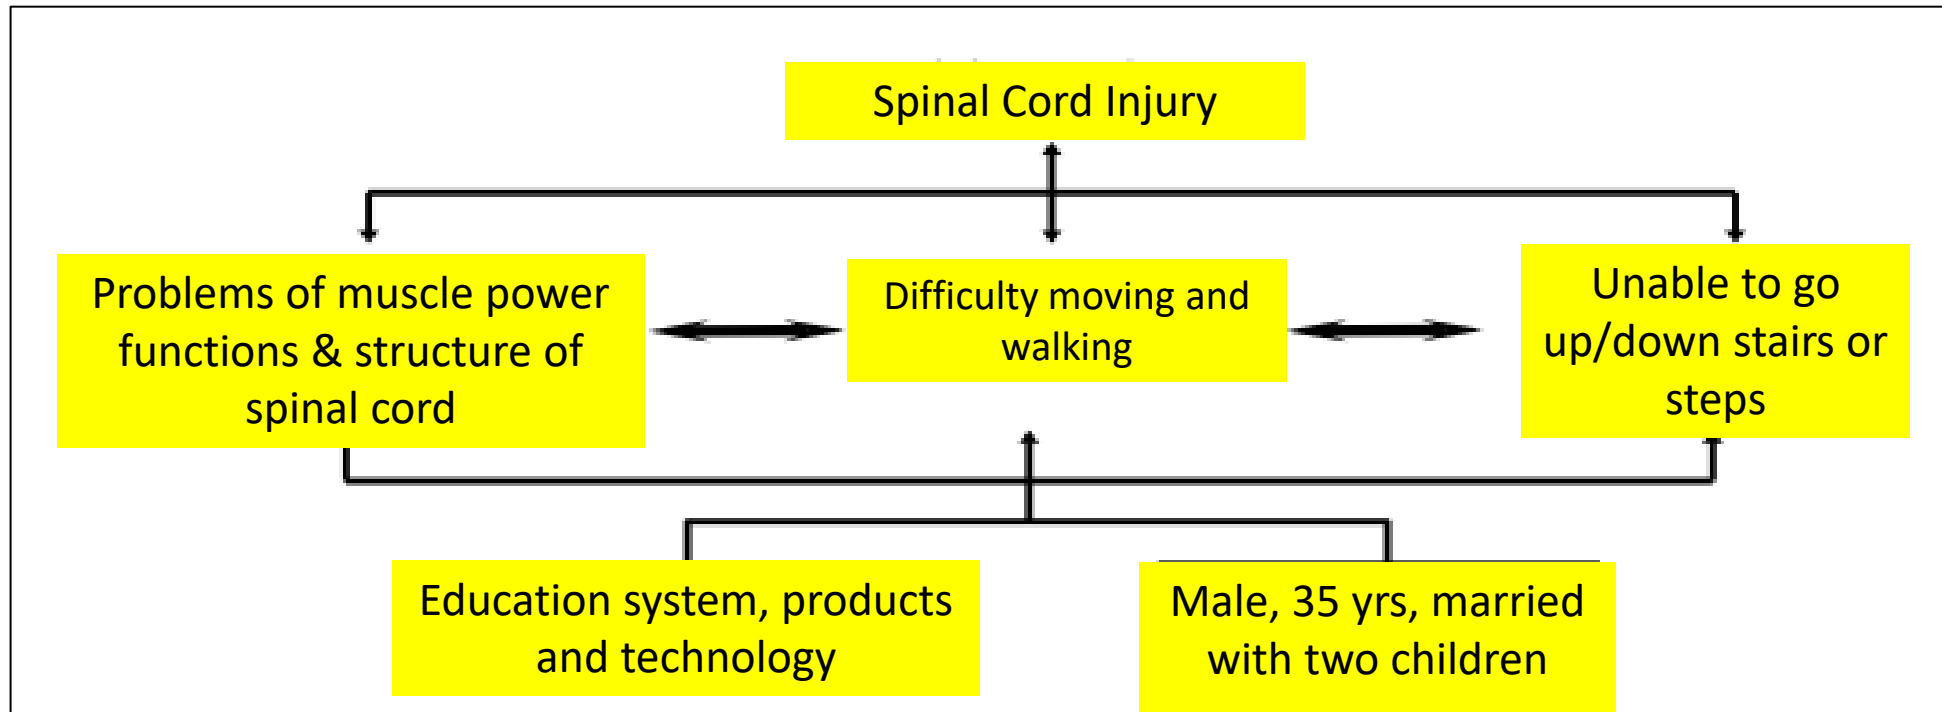 Spinal Cord Injury
Problems of muscle power
functions & structure of
spinal cord
Difficulty moving and
walking
Unable to go
up/down stairs or
steps
Education system, products
and technology
Male, 35 yrs, married
with two children